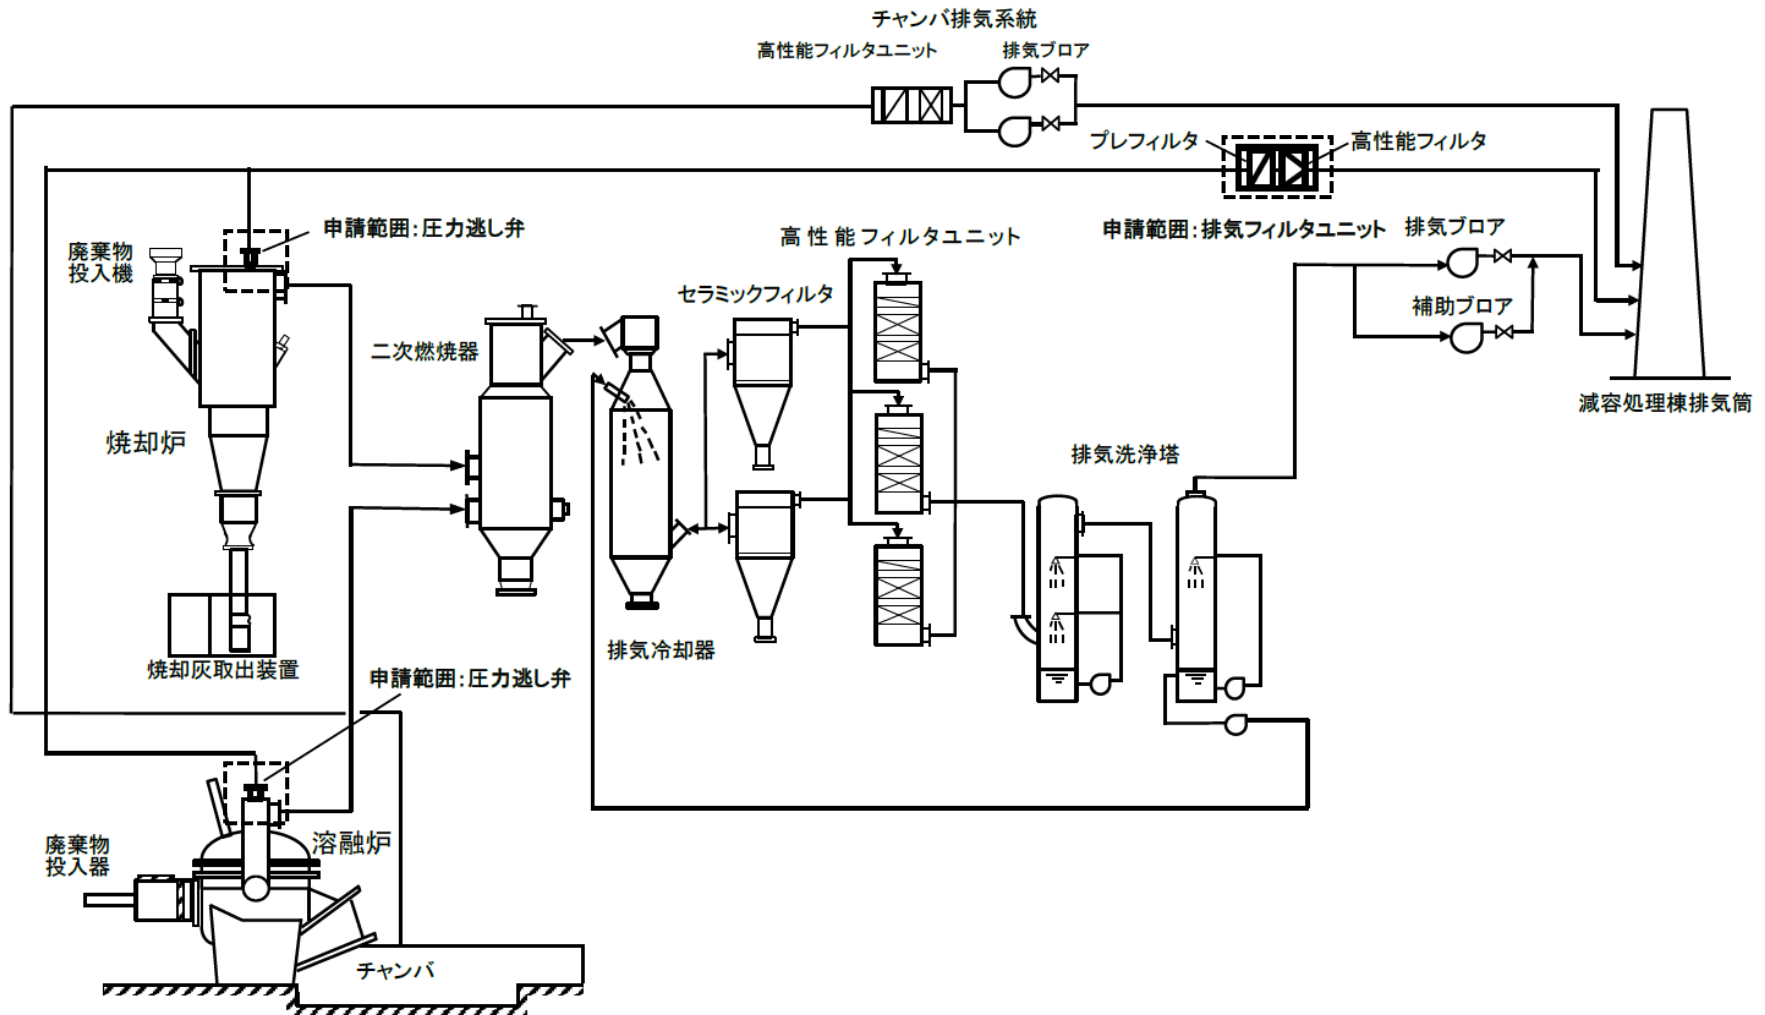 チャンバ排気系統
高性能フィルタユニット
排気ブロア
プレフィルタ
高性能フィルタ
申請範囲:圧力逃し弁
高性能フィルタユニット
申請範囲:排気フィルタユニット
排気ブロア
廃棄物
投入機
セラミックフィルタ
補助ブロア
二次燃焼器
減容処理棟排気筒
焼却炉
排気洗浄塔
排気冷却器
焼却灰取出装置
申請範囲:圧力逃し弁
溶融炉
廃棄物
投入器
チャンバ